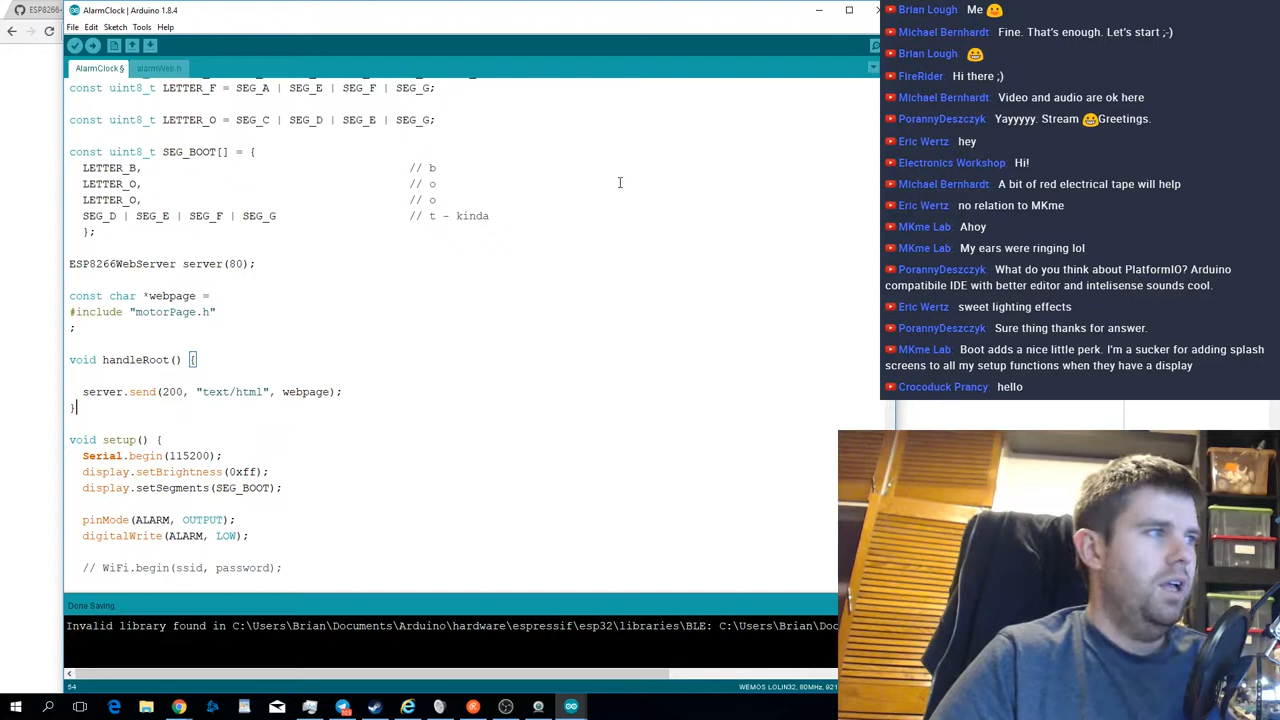 ESP8266-
AlarmClock | Arduino 1.8.4
File Edit Sketch Tools Help
AlarmClock § alarmWeb.h
const uint8_t LETTER_F = SEG_A | SEG_E | SEG_F | SEG_G;
const uint8_t LETTER_O = SEG_C | SEG_D | SEG_E | SEG_G;
const uint8_t SEG_BOOT[] = {
LETTER_B, // b
LETTER_O, // o
LETTER_O, // o
SEG_D | SEG_E | SEG_F | SEG_G // t - kinda
};
ESP8266WebServer server(80);
const char *webpage =
#include "motorPage.h"
;
void handleRoot() {
server.send(200, "text/html", webpage);
}
void setup() {
Serial.begin(115200);
display.setBrightness(0xff);
display.setSegments(SEG_BOOT);
pinMode(ALARM, OUTPUT);
digitalWrite(ALARM, LOW);
// WiFi.begin(ssid, password);
Done Saving.
Invalid library found in C:\Users\Brian\Documents\Arduino\hardware\espressif\esp32\libraries\BLE: C:\Users\Brian\Doc
54
WEMOS LOLIN32, 80MHz, 921
Brian Lough Me
Michael Bernhardt Fine. That's enough. Let's start ;-)
Brian Lough
FireRider Hi there ;)
Michael Bernhardt Video and audio are ok here
PorannyDeszczyk Yayyyyy. Stream Greetings.
Eric Wertz hey
Electronics Workshop Hi!
Michael Bernhardt A bit of red electrical tape will help
Eric Wertz no relation to MKme
MKme Lab Ahoy
MKme Lab My ears were ringing lol
PorannyDeszczyk What do you think about PlatformIO? Arduino
compatibile IDE with better editor and intelisense sounds cool.
Eric Wertz sweet lighting effects
PorannyDeszczyk Sure thing thanks for answer.
MKme Lab Boot adds a nice little perk. I'm a sucker for adding splash
screens to all my setup functions when they have a display
Crocoduck Prancy hello